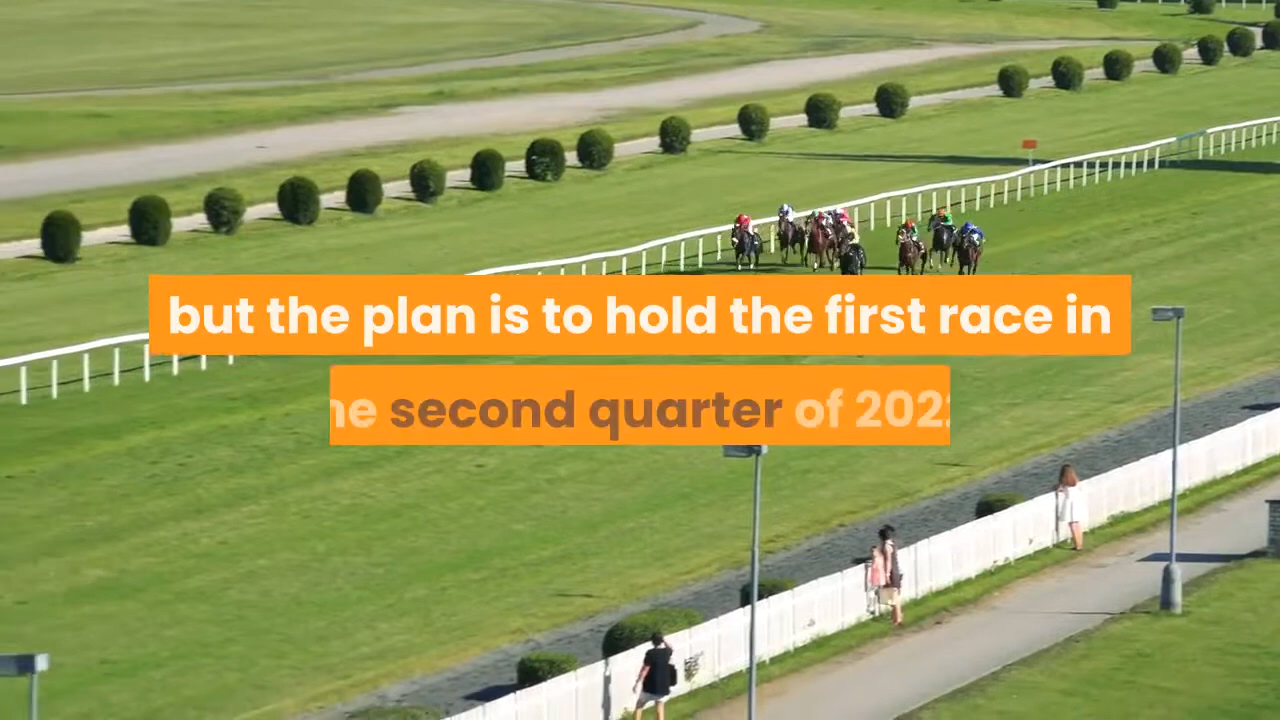 but the plan is to hold the first race in
second quarter of